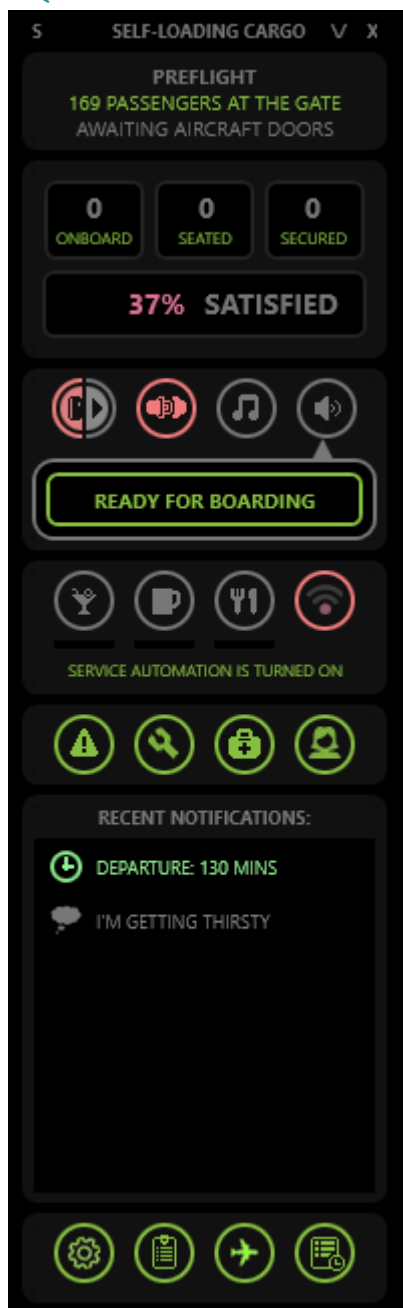 S SELF-LOADING CARGO V X
PREFLIGHT
169 PASSENGERS AT THE GATE
AWAITING AIRCRAFT DOORS
0 0 0
ONBOARD SEATED SECURED
37% SATISFIED
READY FOR BOARDING
SERVICE AUTOMATION IS TURNED ON
RECENT NOTIFICATIONS:
DEPARTURE: 130 MINS
I'M GETTING THIRSTY